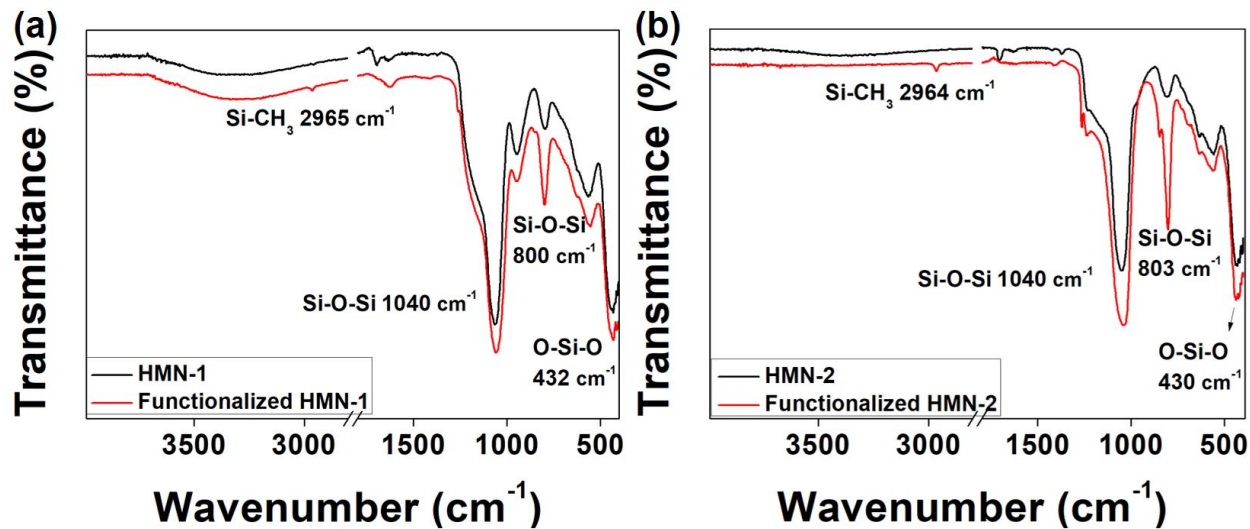 (a)
Transmittance (%)
Si-CH₃ 2965 cm⁻¹
Si-O-Si
800 cm⁻¹
Si-O-Si 1040 cm⁻¹
O-Si-O
432 cm⁻¹
HMN-1
Functionalized HMN-1
3500 3000 1500 1000 500
Wavenumber (cm⁻¹)
(b)
Transmittance (%)
Si-CH₃ 2964 cm⁻¹
Si-O-Si
803 cm⁻¹
Si-O-Si 1040 cm⁻¹
O-Si-O
430 cm⁻¹
HMN-2
Functionalized HMN-2
3500 3000 1500 1000 500
Wavenumber (cm⁻¹)